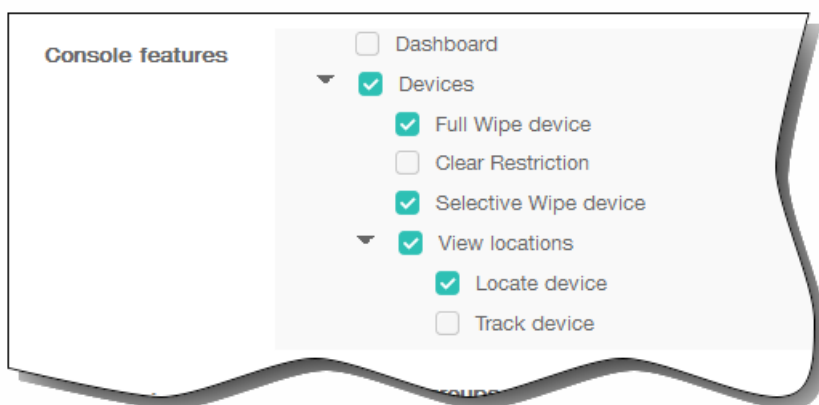 Dashboard
Console features
Devices
Full Wipe device
Clear Restriction
Selective Wipe device
View locations
Locate device
Track device